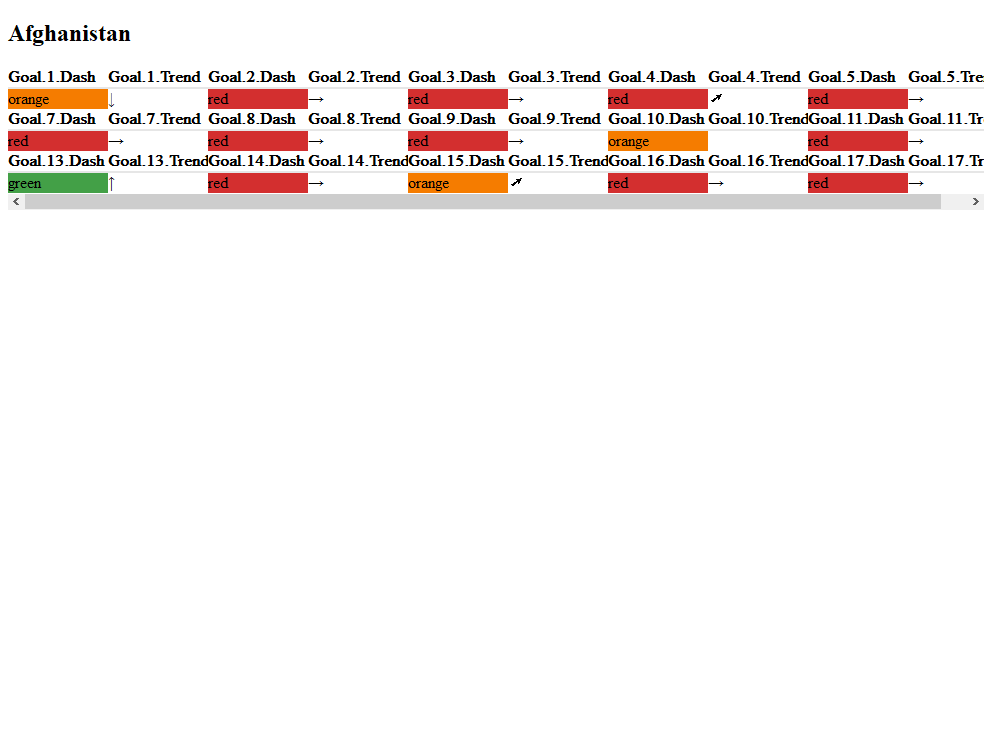 Afghanistan
Goal.1.Dash Goal.1.Trend Goal.2.Dash Goal.2.Trend Goal.3.Dash Goal.3.Trend Goal.4.Dash Goal.4.Trend Goal.5.Dash Goal.5.Tre
orange ↓ red → red → red ➚ red →
Goal.7.Dash Goal.7.Trend Goal.8.Dash Goal.8.Trend Goal.9.Dash Goal.9.Trend Goal.10.Dash Goal.10.Trend Goal.11.Dash Goal.11.Tr
red → red → red → orange red →
Goal.13.Dash Goal.13.Trend Goal.14.Dash Goal.14.Trend Goal.15.Dash Goal.15.Trend Goal.16.Dash Goal.16.Trend Goal.17.Dash Goal.17.Tr
green ↑ red → orange ➚ red → red →